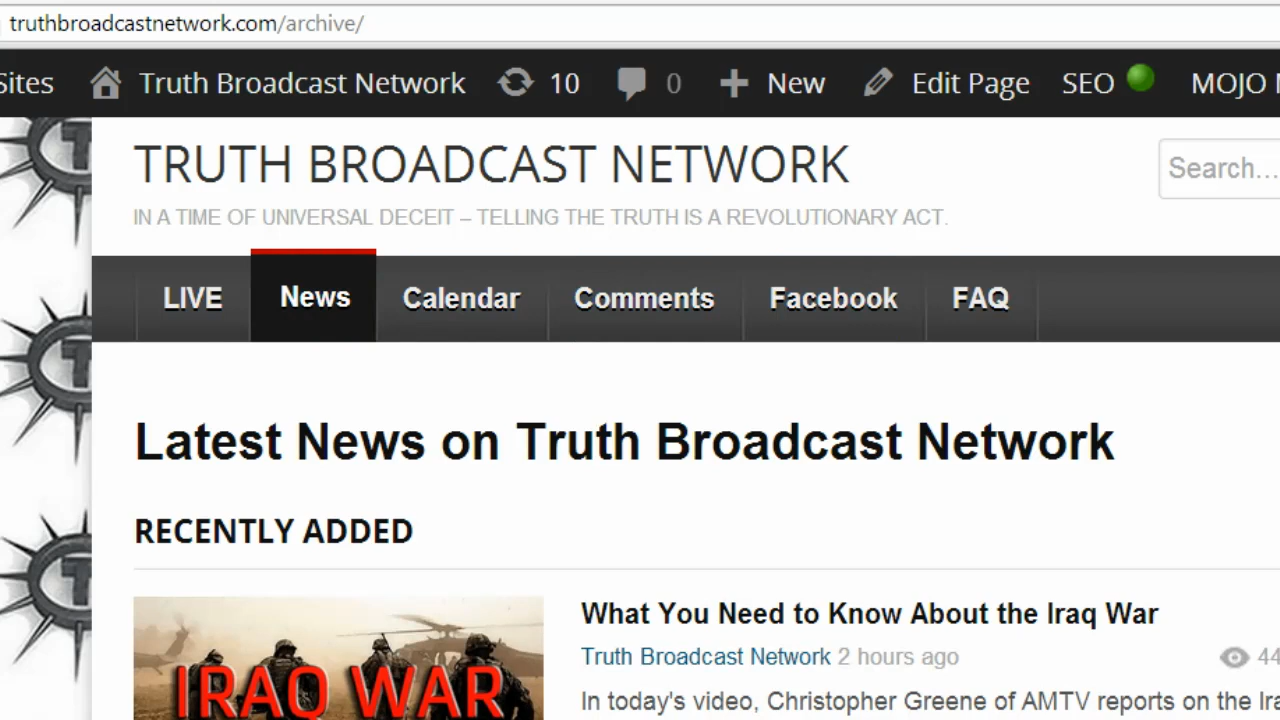 truthbroadcastnetwork.com/archive/
Sites Truth Broadcast Network 10 0 New Edit Page SEO MOJO
TRUTH BROADCAST NETWORK
Search...
IN A TIME OF UNIVERSAL DECEIT – TELLING THE TRUTH IS A REVOLUTIONARY ACT.
LIVE News Calendar Comments Facebook FAQ
Latest News on Truth Broadcast Network
RECENTLY ADDED
What You Need to Know About the Iraq War
Truth Broadcast Network 2 hours ago 44
IRAQ WAR
In today's video, Christopher Greene of AMTV reports on the